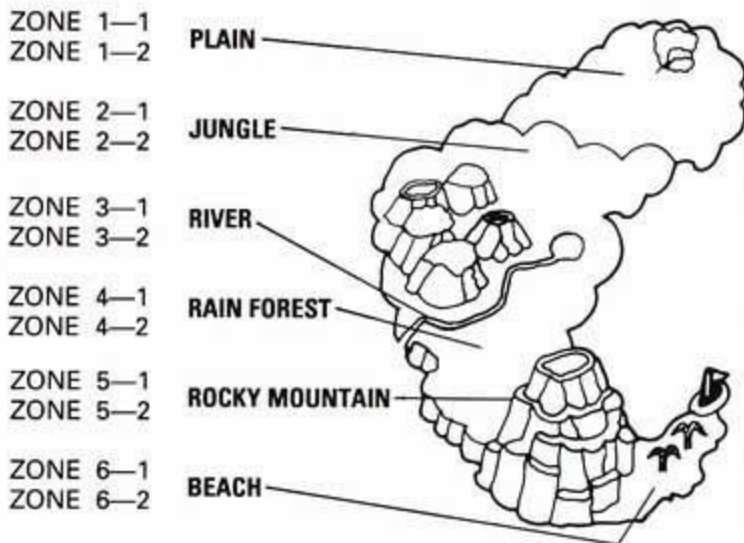 ZONE 1—1
ZONE 1—2
PLAIN
ZONE 2—1
ZONE 2—2
JUNGLE
ZONE 3—1
ZONE 3—2
RIVER
ZONE 4—1
ZONE 4—2
RAIN FOREST
ZONE 5—1
ZONE 5—2
ROCKY MOUNTAIN
ZONE 6—1
ZONE 6—2
BEACH